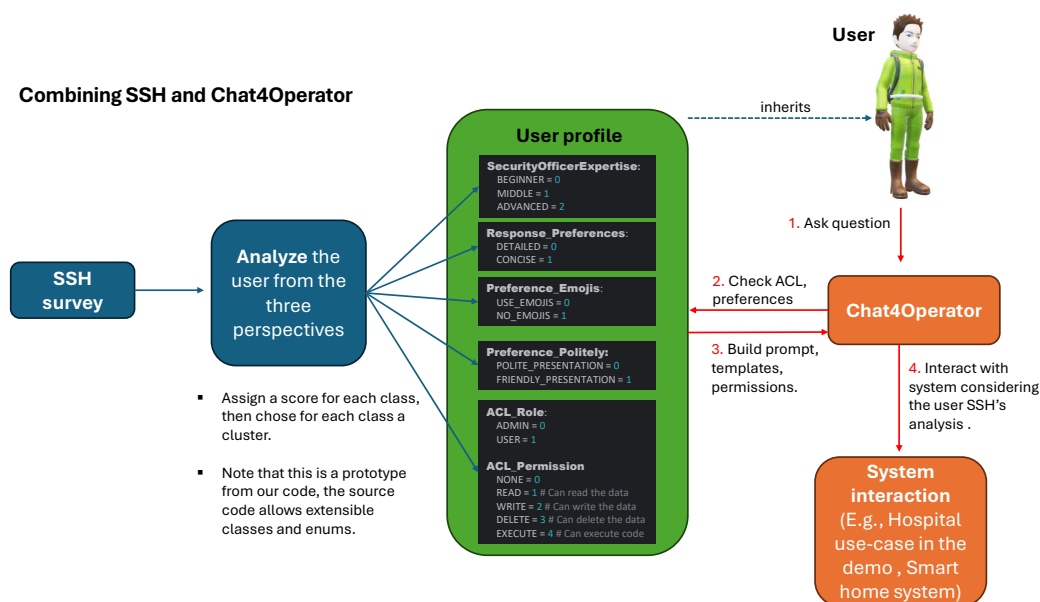 Combining SSH and Chat4Operator
SSH
survey
Analyze the
user from the
three
perspectives
▪ Assign a score for each class,
then chose for each class a
cluster.
▪ Note that this is a prototype
from our code, the source
code allows extensible
classes and enums.
User profile
SecurityOfficerExpertise:
BEGINNER = 0
MIDDLE = 1
ADVANCED = 2
Response_Preferences:
DETAILED = 0
CONCISE = 1
Preference_Emojis:
USE_EMOJIS = 0
NO_EMOJIS = 1
Preference_Politely:
POLITE_PRESENTATION = 0
FRIENDLY_PRESENTATION = 1
ACL_Role:
ADMIN = 0
USER = 1
ACL_Permission
NONE = 0
READ = 1 # Can read the data
WRITE = 2 # Can write the data
DELETE = 3 # Can delete the data
EXECUTE = 4 # Can execute code
inherits
User
1. Ask question
2. Check ACL,
preferences
Chat4Operator
3. Build prompt,
templates,
permissions.
4. Interact with
system considering
the user SSH's
analysis .
System
interaction
(E.g., Hospital
use-case in the
demo , Smart
home system)